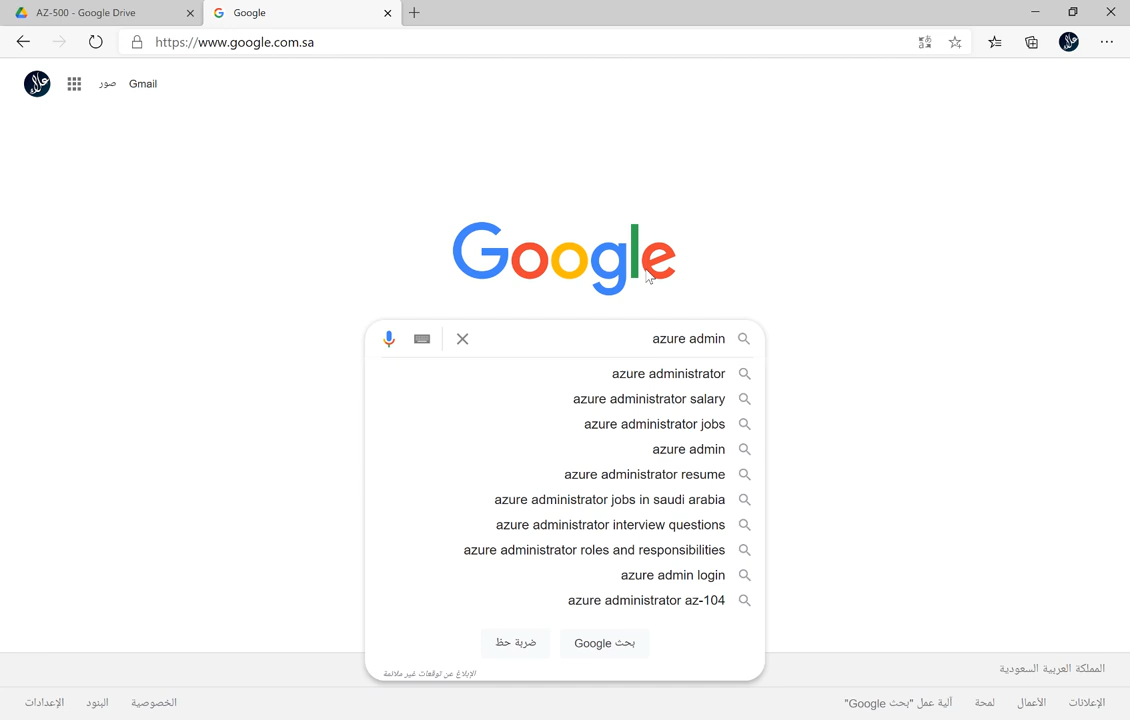 AZ-500 - Google Drive
Google
https://www.google.com.sa
Gmail
صور
علاء
Google
azure admin
azure administrator
azure administrator salary
azure administrator jobs
azure admin
azure administrator resume
azure administrator jobs in saudi arabia
azure administrator interview questions
azure administrator roles and responsibilities
azure admin login
azure administrator az-104
بحث Google
ضربة حظ
الإبلاغ عن توقعات غير ملائمة
المملكة العربية السعودية
الإعلانات
الأعمال
لمحة
آلية عمل "بحث Google"
الخصوصية
البنود
الإعدادات